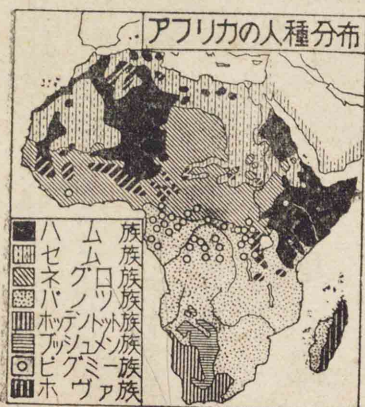 アフリカの人種分布
ハム族
セム族
ネグロ族
バンツ族
ホッテントット族
ブッシュメン族
ピグミー族
ホヴァ族